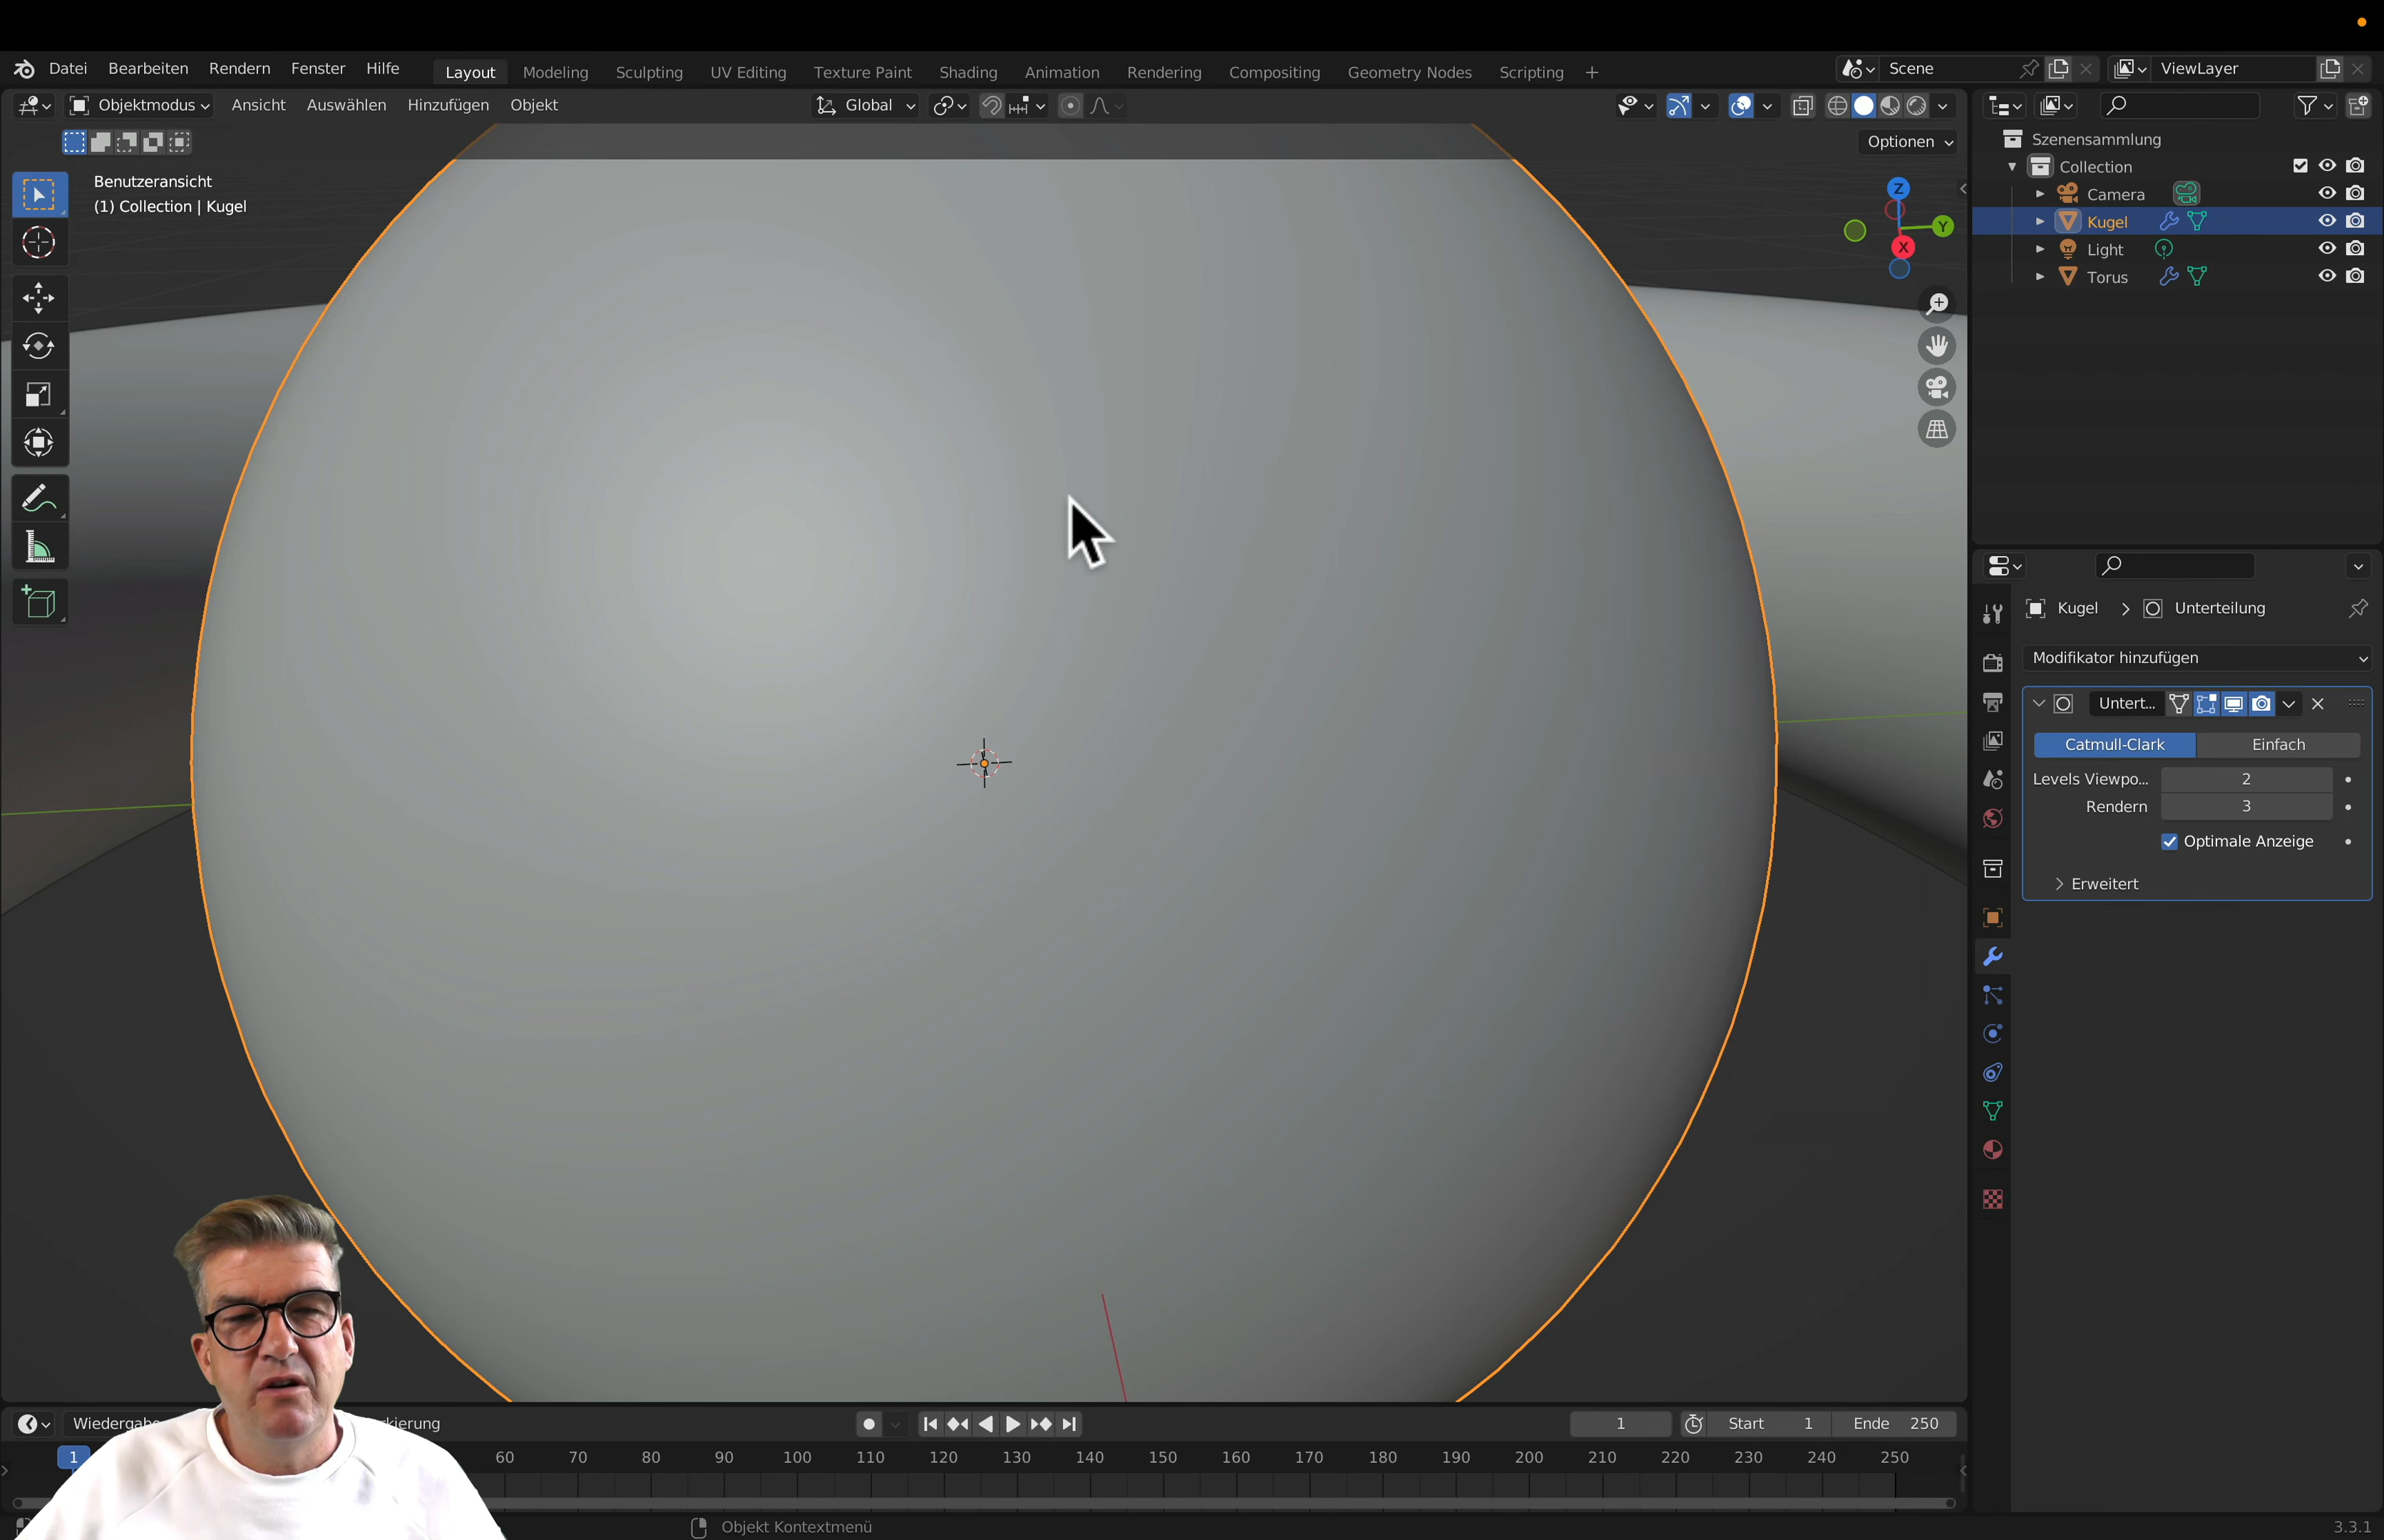 Datei Bearbeiten Rendern Fenster Hilfe
Layout Modeling Sculpting UV Editing Texture Paint Shading Animation Rendering Compositing Geometry Nodes Scripting +
Scene
ViewLayer
Objektmodus Ansicht Auswählen Hinzufügen Objekt
Global
Optionen
Benutzeransicht
(1) Collection | Kugel
Z
Y
X
Szenensammlung
Collection
Camera
Kugel
Light
Torus
Kugel > Unterteilung
Modifikator hinzufügen
Untert...
Catmull-Clark Einfach
Levels Viewpo... 2
Rendern 3
Optimale Anzeige
Erweitert
1 Start 1 Ende 250
1 60 70 80 90 100 110 120 130 140 150 160 170 180 190 200 210 220 230 240 250
Objekt Kontextmenü
3.3.1